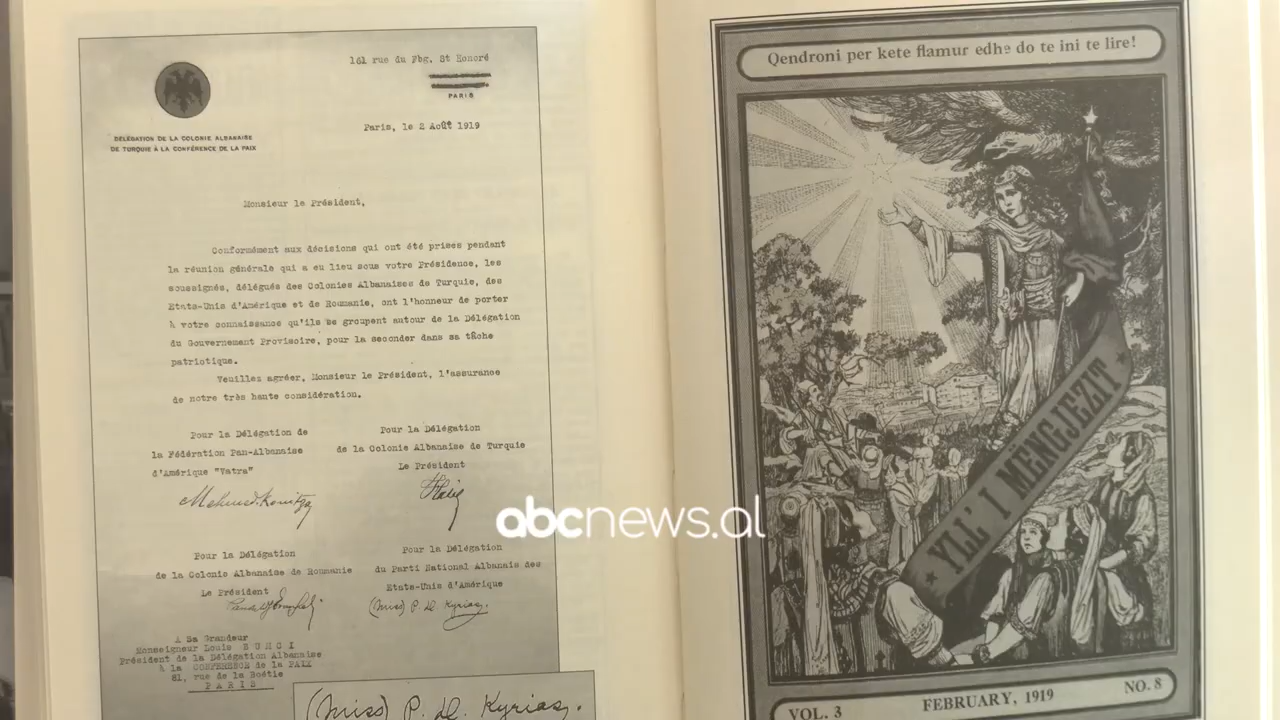 161 rue du Fbg. St Honoré
PARIS
Paris, le 2 Août 1919
DÉLÉGATION DE LA COLONIE ALBANAISE
DE TURQUIE À LA CONFÉRENCE DE LA PAIX
Monsieur le Président,
Conformément aux décisions qui ont été prises pendant
la réunion générale qui a eu lieu sous votre Présidence, les
soussignés, délégués des Colonies Albanaises de Turquie, des
Etats-Unis d'Amérique et de Roumanie, ont l'honneur de porter
à votre connaissance qu'ils se groupent autour de la Délégation
du Gouvernement Provisoire, pour la seconder dans sa tâche
patriotique.
Veuillez agréer, Monsieur le Président, l'assurance
de notre très haute considération.
Pour la Délégation de
la Fédération Pan-Albanaise
d'Amérique "Vatra"
Mehmed Konitza
Pour la Délégation
de la Colonie Albanaise de Turquie
Le Président
Pour la Délégation
de la Colonie Albanaise de Roumanie
Le Président
Pour la Délégation
du Parti National Albanais des
Etats-Unis d'Amérique
(Miss) P. D. Kyrias.
A Sa Grandeur
Monseigneur Louis BUMCI
Président de la Délégation Albanaise
à la CONFERENCE de la PAIX
81, rue de la Boétie
PARIS
(Miss) P. D. Kyrias.
abcnews.al
Qendroni per kete flamur edhe do te ini te lire!
YLL' I MËNGJEZIT
VOL. 3
FEBRUARY, 1919
NO. 8